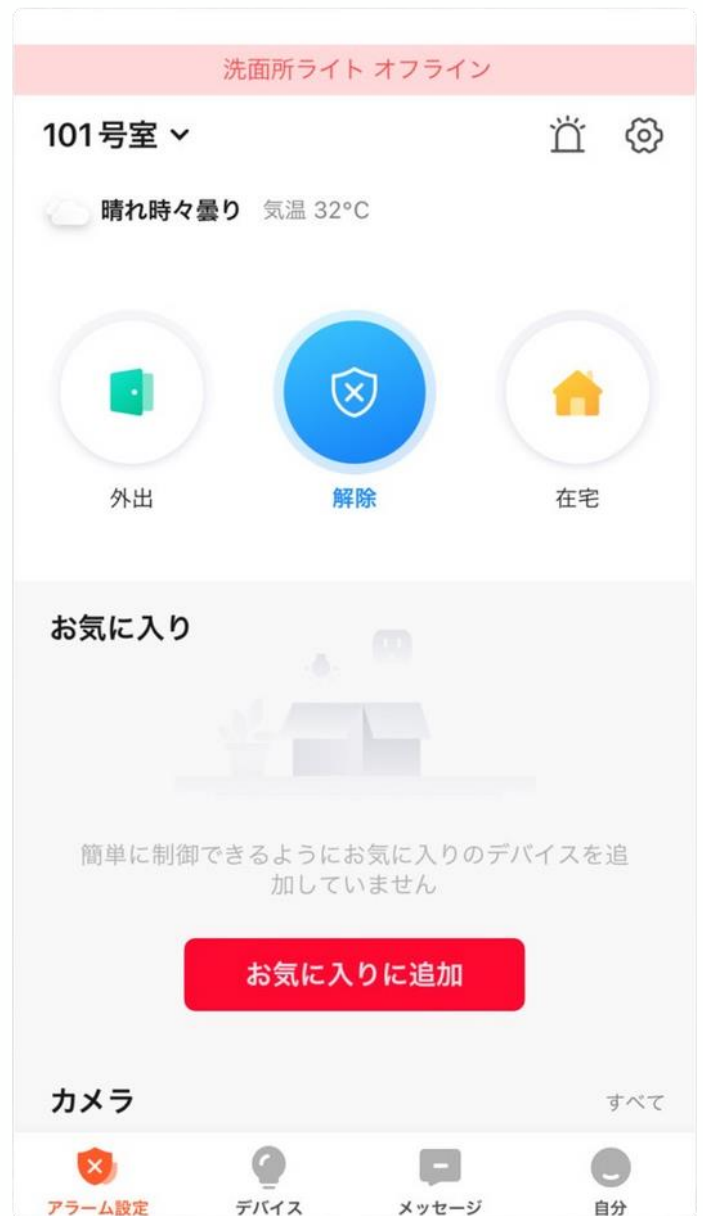 洗面所ライト オフライン
101号室
晴れ時々曇り 気温 32°C
外出 解除 在宅
お気に入り
簡単に制御できるようにお気に入りのデバイスを追
加していません
お気に入りに追加
カメラ すべて
アラーム設定 デバイス メッセージ 自分